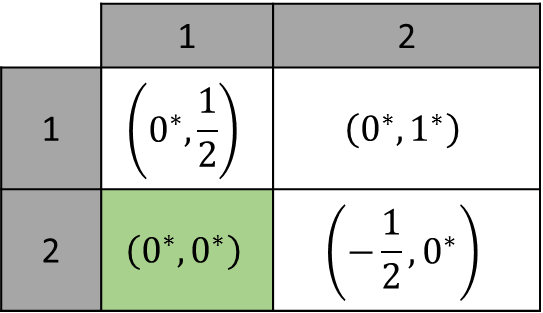 1 2
1 (0*, 1/2) (0*, 1*)
2 (0*, 0*) (−1/2, 0*)